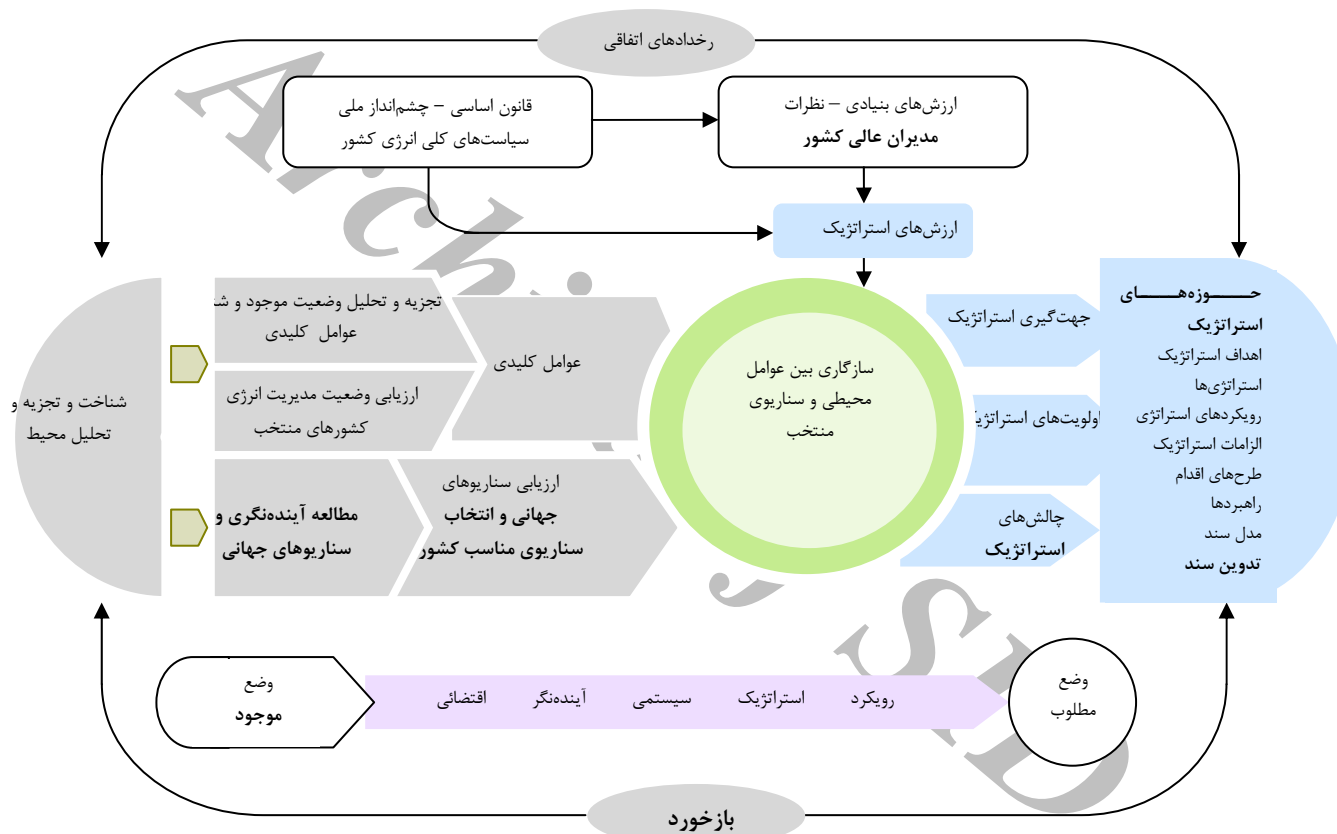 رخدادهای اتفاقی
قانون اساسی – چشم‌انداز ملی
سیاست‌های کلی انرژی کشور
ارزش‌های بنیادی – نظرات
مدیران عالی کشور
ارزش‌های استراتژیک
شناخت و تجزیه و
تحلیل محیط
تجزیه و تحلیل وضعیت موجود و
عوامل کلیدی
ارزیابی وضعیت مدیریت انرژی
کشورهای منتخب
عوامل کلیدی
مطالعه آینده‌نگری و
سناریوهای جهانی
ارزیابی سناریوهای
جهانی و انتخاب
سناریوی مناسب کشور
سازگاری بین عوامل
محیطی و سناریوی
منتخب
جهت‌گیری استراتژیک
اولویت‌های استراتژیک
چالش‌های
استراتژیک
حـــوزه‌هـــای
استراتژیک
اهداف استراتژیک
استراتژی‌ها
رویکردهای استراتژی
الزامات استراتژیک
طرح‌های اقدام
راهبردها
مدل سند
تدوین سند
وضع
موجود
رویکرد استراتژیک سیستمی آینده‌نگر اقتضائی
وضع
مطلوب
بازخورد